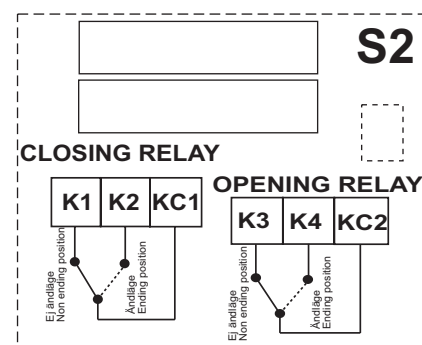 S2
CLOSING RELAY
K1 K2 KC1
Ej ändläge
Non ending position
Ändläge
Ending position
OPENING RELAY
K3 K4 KC2
Ej ändläge
Non ending position
Ändläge
Ending position